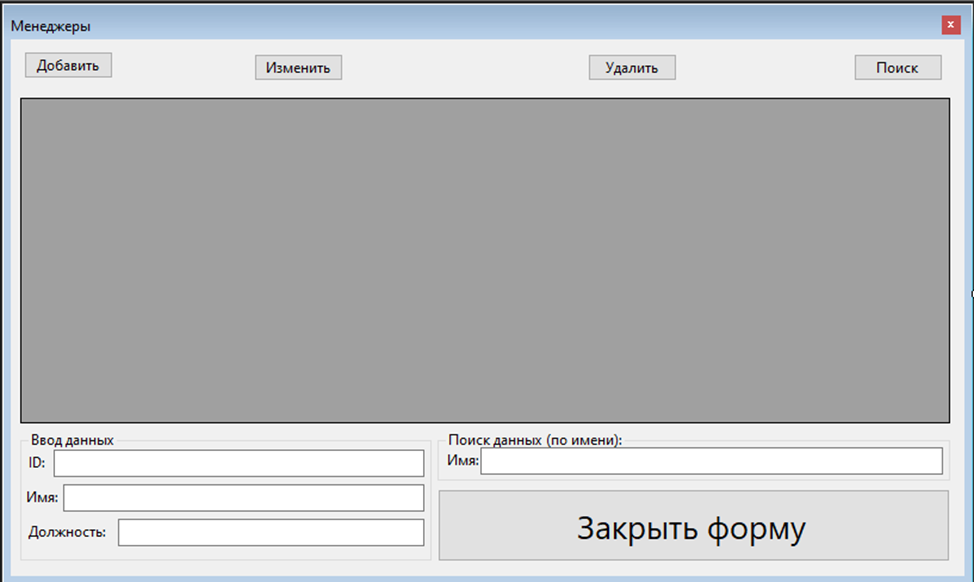 Менеджеры
x
Добавить
Изменить
Удалить
Поиск
Ввод данных
ID:
Имя:
Должность:
Поиск данных (по имени):
Имя:
Закрыть форму